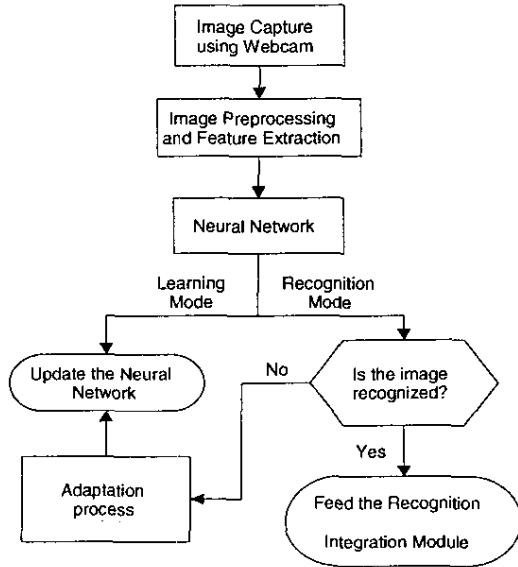 Image Capture
using Webcam
Image Preprocessing
and Feature Extraction
Neural Network
Learning
Mode
Recognition
Mode
Update the Neural
Network
No
Is the image
recognized?
Yes
Adaptation
process
Feed the Recognition
Integration Module